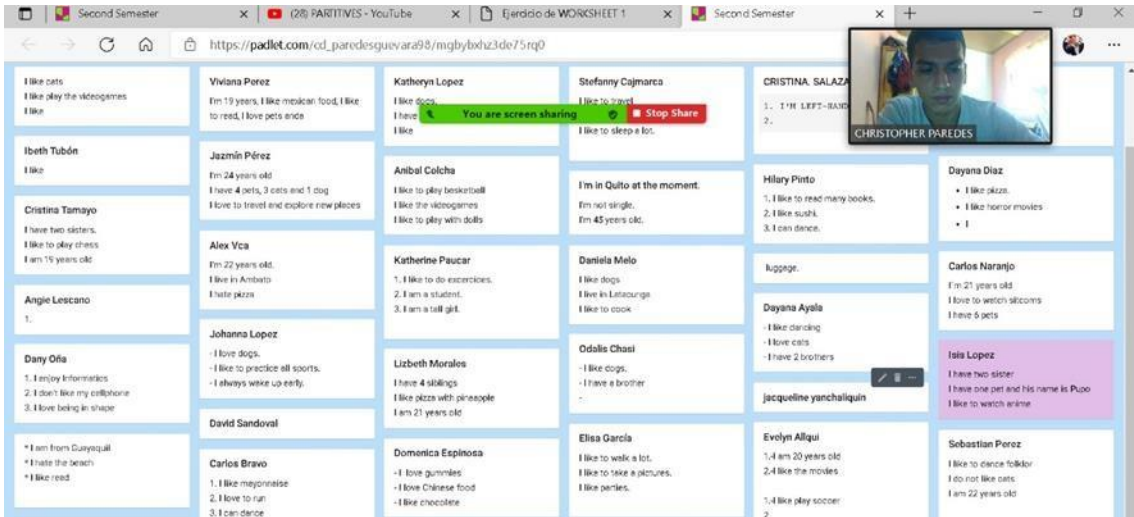 Second Semester
(28) PARTITIVES - YouTube
Ejercicio de WORKSHEET 1
Second Semester
https://padlet.com/cd_paredesguevara98/mgbybxhz3de75rq0
You are screen sharing
Stop Share
CHRISTOPHER PAREDES
I like cats
I like play the videogames
I like
Ibeth Tubón
I like
Cristina Tamayo
I have two sisters.
I like to play chess
I am 19 years old
Angie Lescano
1.
Dany Oña
1. I enjoy Informatics
2. I don't like my cellphone
3. I love being in shape
* I am from Guayaquil
* I hate the beach
* I like read
Viviana Perez
I'm 19 years, I like mexican food, I like
to read, I love pets ande
Jazmín Pérez
I'm 24 years old
I have 4 pets, 3 cats and 1 dog
I love to travel and explore new places
Alex Vca
I'm 22 years old.
I live in Ambato
I hate pizza
Johanna Lopez
- I love dogs.
- I like to practice all sports.
- I always wake up early.
David Sandoval
Carlos Bravo
1. I like mayonnaise
2. I love to run
3. I can dance
Katheryn Lopez
I like dogs.
I have
I like
Anibal Colcha
I like to play basketball
I like the videogames
I like to play with dolls
Katherine Paucar
1. I like to do excercices.
2. I am a student.
3. I am a tall girl.
Lizbeth Morales
I have 4 siblings
I like pizza with pineapple
I am 21 years old
Domenica Espinosa
- I love gummies
- I love Chinese food
- I like chocolate
Stefanny Cajmarca
I like to travel
I like to sleep a lot.
I'm in Quito at the moment.
I'm not single.
I'm 45 years old.
Daniela Melo
I like dogs
I live in Latacunga
I like to cook
Odalis Chasi
- I like dogs.
- I have a brother
-
Elisa García
I like to walk a lot.
I like to take a pictures.
I like parties.
CRISTINA. SALAZA
1. I'M LEFT-HAND
2.
Hilary Pinto
1. I like to read many books.
2. I like sushi.
3. I can dance.
luggage.
Dayana Ayala
- I like dancing
- I love cats
- I have 2 brothers
jacqueline yanchaliquin
Evelyn Allqui
1.-I am 20 years old
2.-I like the movies
1.-I like play soccer
2
Dayana Diaz
• I like pizza.
• I like horror movies
• I
Carlos Naranjo
I'm 21 years old
I love to watch sitcoms
I have 6 pets
Isis Lopez
I have two sister
I have one pet and his name is Pupo
I like to watch anime
Sebastian Perez
I like to dance folklor
I do not like cats
I am 22 years old